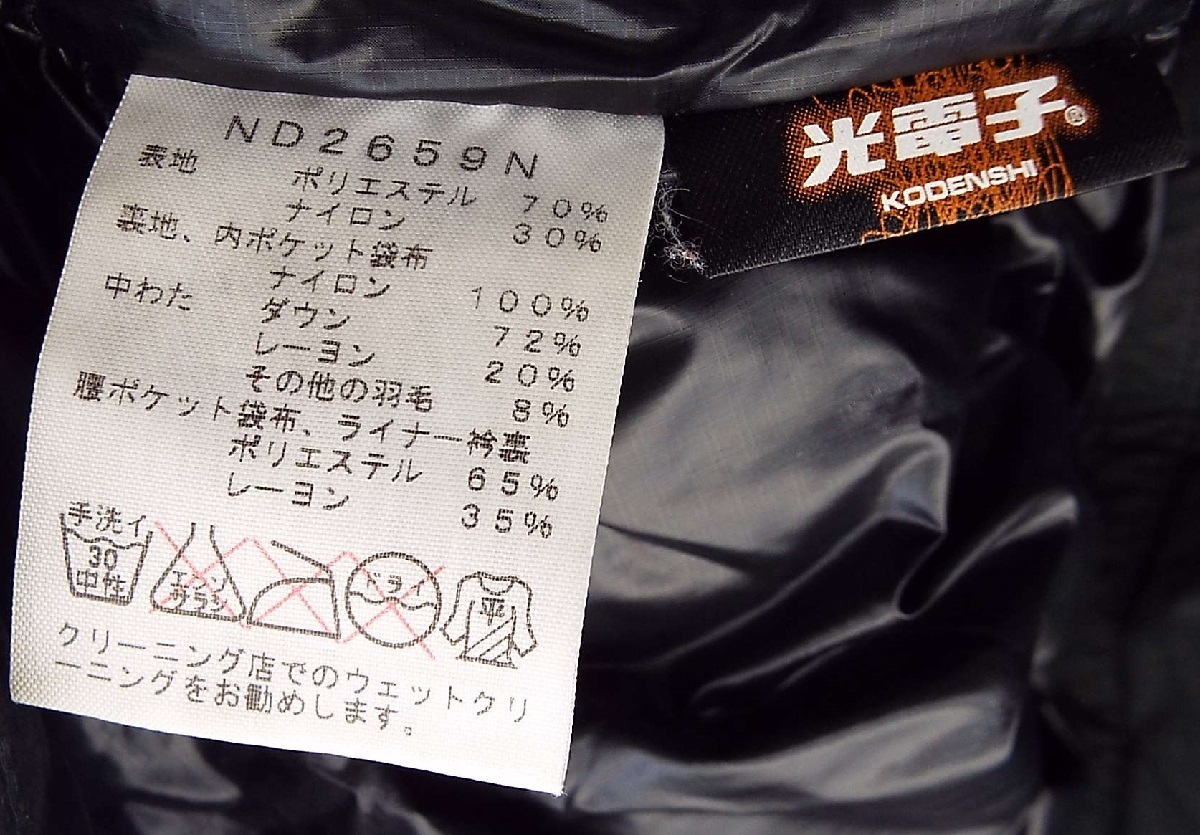 ND2659N
表地
ポリエステル 70%
ナイロン 30%
裏地、内ポケット袋布
ナイロン 100%
中わた
ダウン 72%
レーヨン 20%
その他の羽毛 8%
腰ポケット袋布、ライナー衿裏
ポリエステル 65%
レーヨン 35%
手洗イ
30
中性
エンソ
サラシ
ドライ
平
クリーニング店でのウェットクリ
ーニングをお勧めします。
光電子®
KODENSHI